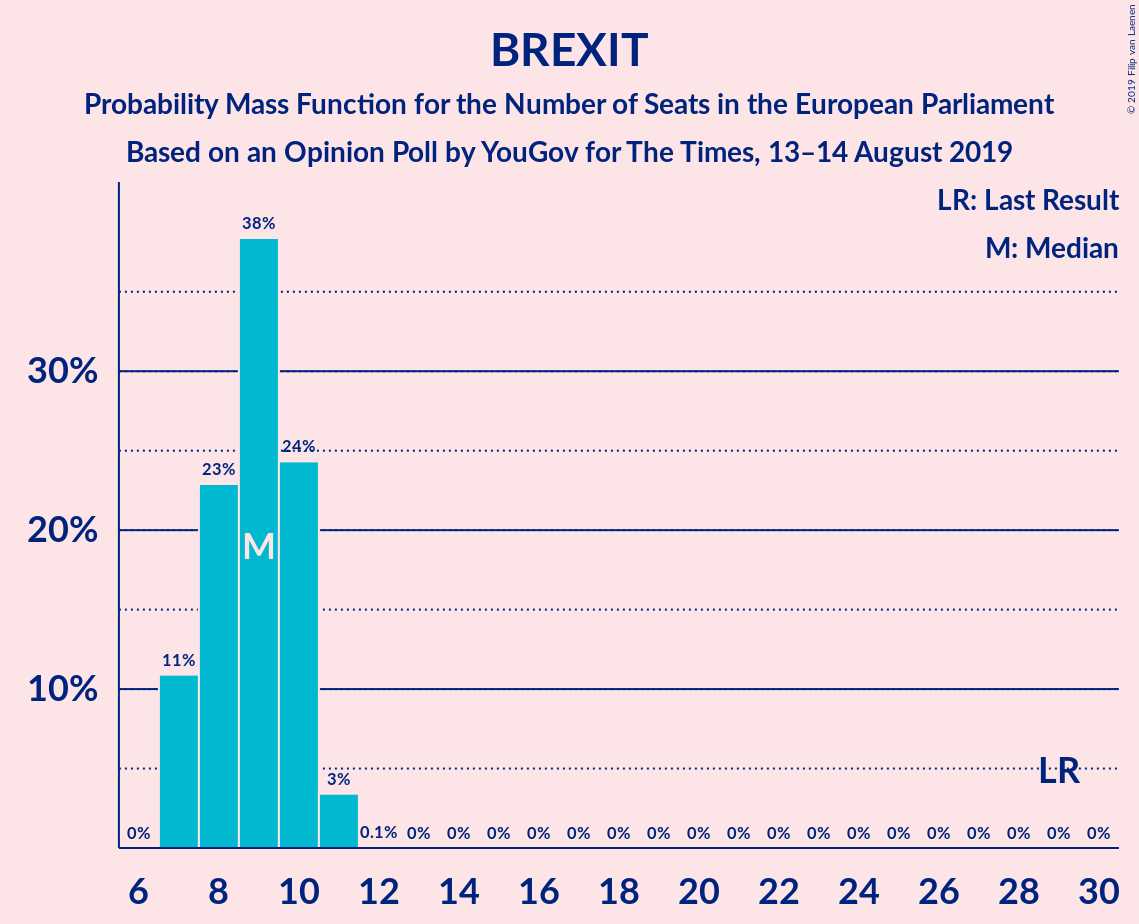 BREXIT
Probability Mass Function for the Number of Seats in the European Parliament
Based on an Opinion Poll by YouGov for The Times, 13–14 August 2019
© 2019 Filip van Laenen
LR: Last Result
M: Median
38%
30%
24%
23%
20%
M
11%
10%
LR
3%
0% 0.1% 0% 0% 0% 0% 0% 0% 0% 0% 0% 0% 0% 0% 0% 0% 0% 0% 0% 0%
6 8 10 12 14 16 18 20 22 24 26 28 30